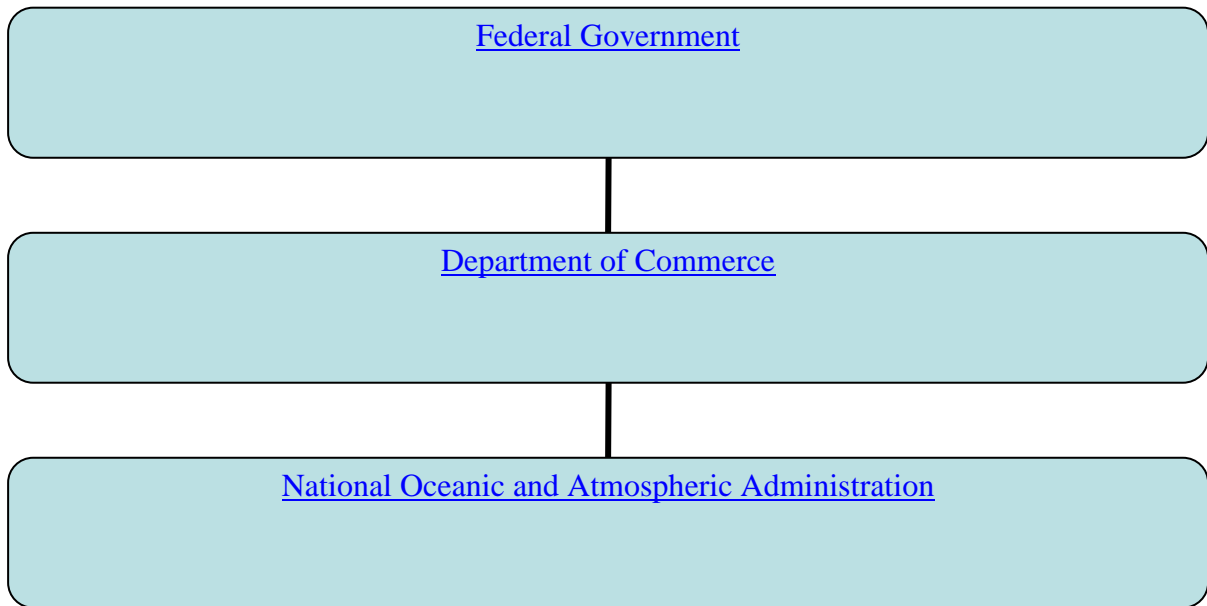 Federal Government
Department of Commerce
National Oceanic and Atmospheric Administration